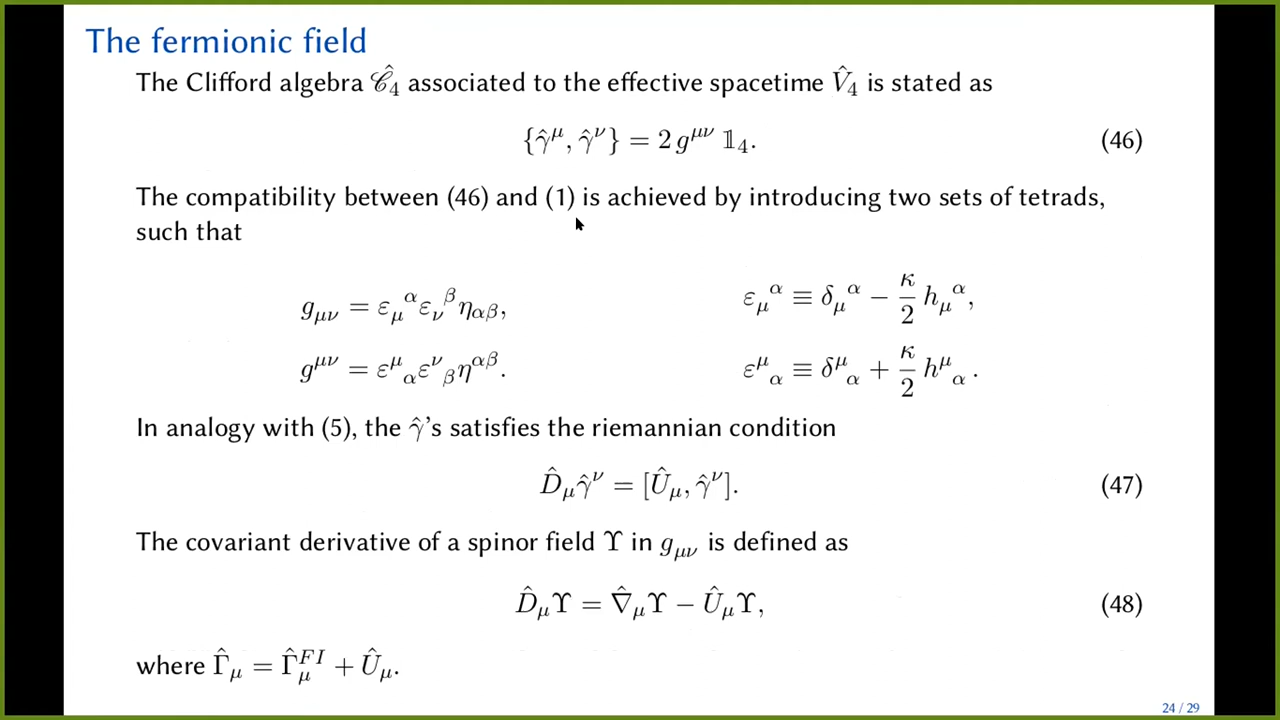 The fermionic field
The Clifford algebra 𝒞̂₄ associated to the effective spacetime V̂₄ is stated as
{γ̂^μ, γ̂^ν} = 2 g^{μν} 𝟙₄. (46)
The compatibility between (46) and (1) is achieved by introducing two sets of tetrads,
such that
g_{μν} = ε_μ^α ε_ν^β η_{αβ}, ε_μ^α ≡ δ_μ^α − κ/2 h_μ^α,
g^{μν} = ε^μ_α ε^ν_β η^{αβ}. ε^μ_α ≡ δ^μ_α + κ/2 h^μ_α.
In analogy with (5), the γ̂'s satisfies the riemannian condition
D̂_μ γ̂^ν = [Û_μ, γ̂^ν]. (47)
The covariant derivative of a spinor field ϒ in g_{μν} is defined as
D̂_μ ϒ = ∇̂_μ ϒ − Û_μ ϒ, (48)
where Γ̂_μ = Γ̂_μ^{FI} + Û_μ.
24 / 29